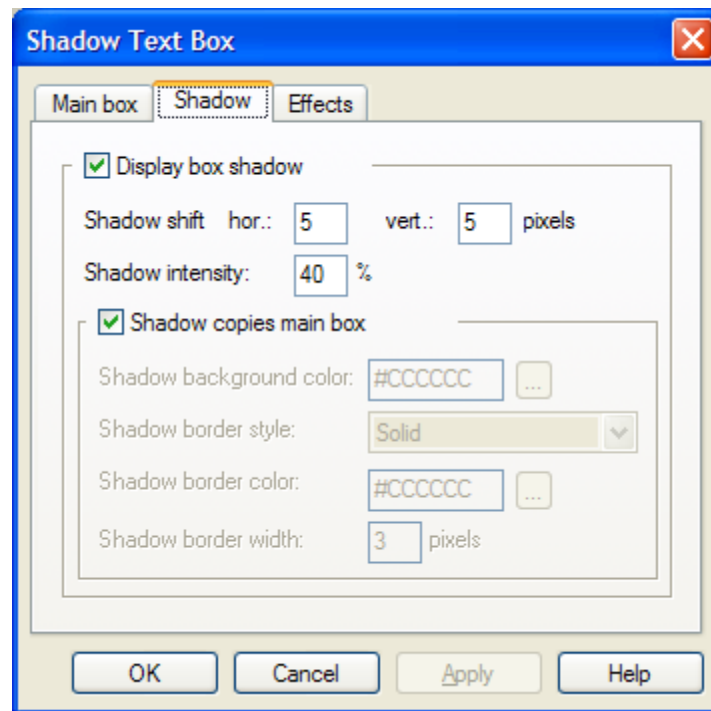 Shadow Text Box
Main box Shadow Effects
Display box shadow
Shadow shift hor.: 5 vert.: 5 pixels
Shadow intensity: 40 %
Shadow copies main box
Shadow background color: #CCCCCC ...
Shadow border style: Solid
Shadow border color: #CCCCCC ...
Shadow border width: 3 pixels
OK Cancel Apply Help